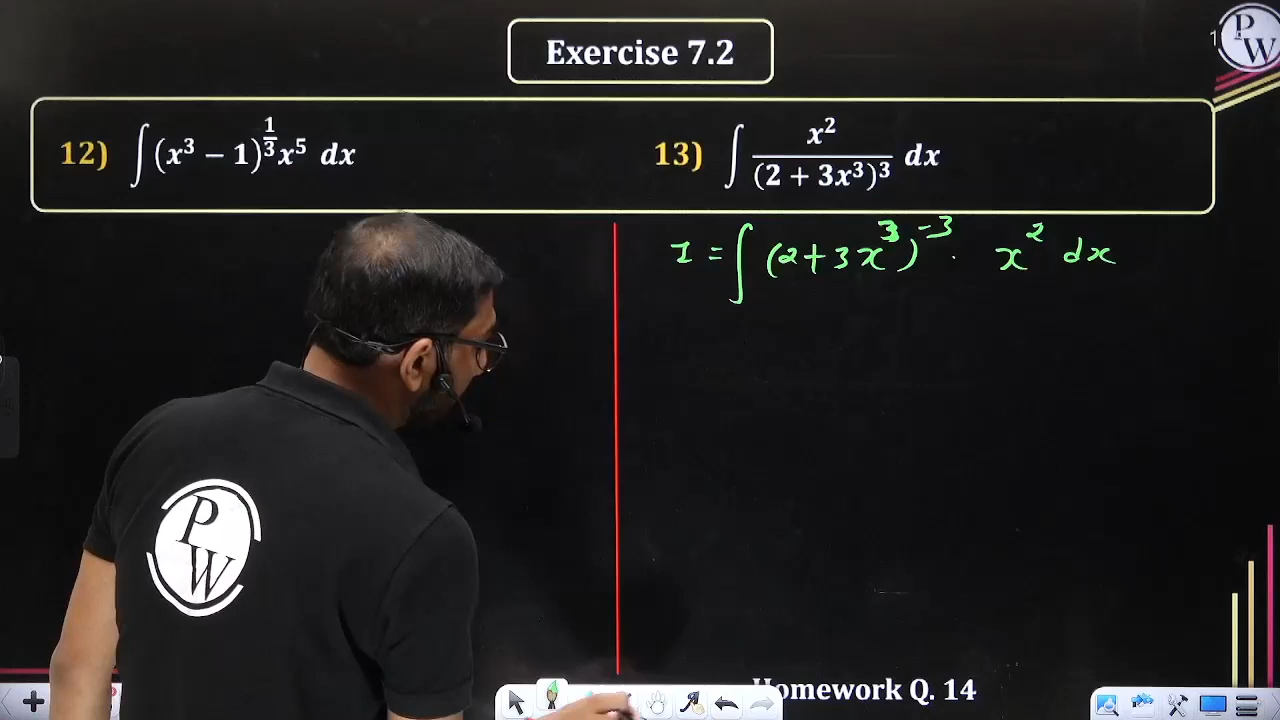 Exercise 7.2
12) ∫(x³ − 1)^{1/3} x⁵ dx
13) ∫ x²/(2 + 3x³)³ dx
I = ∫ (2+3x³)⁻³ · x² dx
Homework Q. 14
P
W
P
W